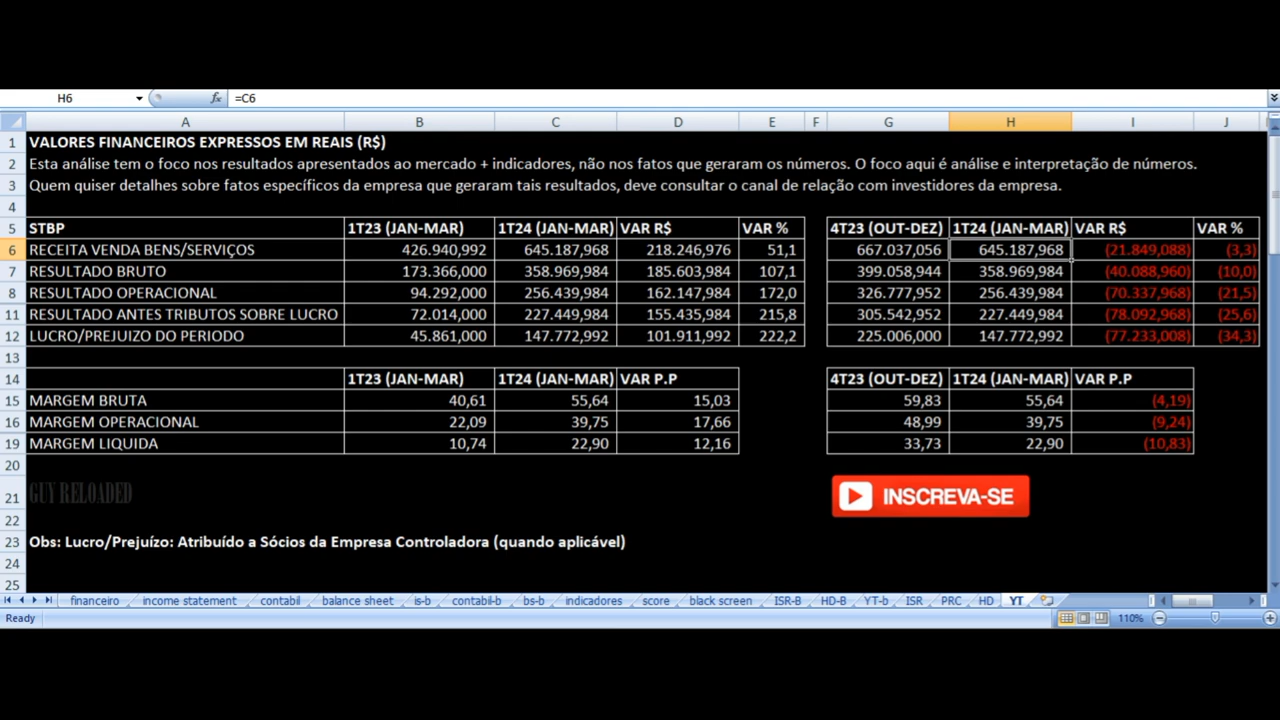 H6 fx =C6
A B C D E F G H I J
1 VALORES FINANCEIROS EXPRESSOS EM REAIS (R$)
2 Esta análise tem o foco nos resultados apresentados ao mercado + indicadores, não nos fatos que geraram os números. O foco aqui é análise e interpretação de números.
3 Quem quiser detalhes sobre fatos específicos da empresa que geraram tais resultados, deve consultar o canal de relação com investidores da empresa.
4
5 STBP 1T23 (JAN-MAR) 1T24 (JAN-MAR) VAR R$ VAR % 4T23 (OUT-DEZ) 1T24 (JAN-MAR) VAR R$ VAR %
6 RECEITA VENDA BENS/SERVIÇOS 426.940,992 645.187,968 218.246,976 51,1 667.037,056 645.187,968 (21.849,088) (3,3)
7 RESULTADO BRUTO 173.366,000 358.969,984 185.603,984 107,1 399.058,944 358.969,984 (40.088,960) (10,0)
8 RESULTADO OPERACIONAL 94.292,000 256.439,984 162.147,984 172,0 326.777,952 256.439,984 (70.337,968) (21,5)
11 RESULTADO ANTES TRIBUTOS SOBRE LUCRO 72.014,000 227.449,984 155.435,984 215,8 305.542,952 227.449,984 (78.092,968) (25,6)
12 LUCRO/PREJUIZO DO PERIODO 45.861,000 147.772,992 101.911,992 222,2 225.006,000 147.772,992 (77.233,008) (34,3)
13
14 1T23 (JAN-MAR) 1T24 (JAN-MAR) VAR P.P 4T23 (OUT-DEZ) 1T24 (JAN-MAR) VAR P.P
15 MARGEM BRUTA 40,61 55,64 15,03 59,83 55,64 (4,19)
16 MARGEM OPERACIONAL 22,09 39,75 17,66 48,99 39,75 (9,24)
19 MARGEM LIQUIDA 10,74 22,90 12,16 33,73 22,90 (10,83)
20
21 GUY RELOADED INSCREVA-SE
22
23 Obs: Lucro/Prejuízo: Atribuído a Sócios da Empresa Controladora (quando aplicável)
24
25
financeiro income statement contabil balance sheet is-b contabil-b bs-b indicadores score black screen ISR-B HD-B YT-b ISR PRC HD YT
Ready 110%